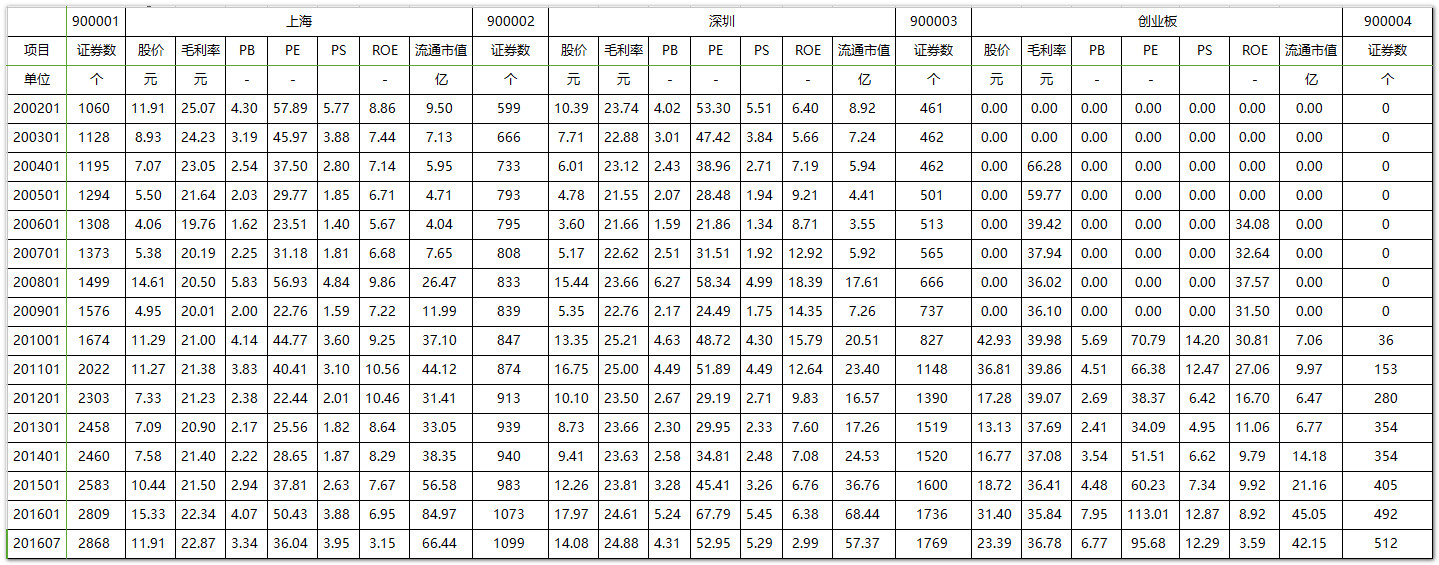 900001 上海 900002 深圳 900003 创业板 900004
项目 证券数 股价 毛利率 PB PE PS ROE 流通市值 证券数 股价 毛利率 PB PE PS ROE 流通市值 证券数 股价 毛利率 PB PE PS ROE 流通市值 证券数
单位 个 元 元 - - - 亿 个 元 元 - - - 亿 个 元 元 - - - 亿 个
200201 1060 11.91 25.07 4.30 57.89 5.77 8.86 9.50 599 10.39 23.74 4.02 53.30 5.51 6.40 8.92 461 0.00 0.00 0.00 0.00 0.00 0.00 0.00 0
200301 1128 8.93 24.23 3.19 45.97 3.88 7.44 7.13 666 7.71 22.88 3.01 47.42 3.84 5.66 7.24 462 0.00 0.00 0.00 0.00 0.00 0.00 0.00 0
200401 1195 7.07 23.05 2.54 37.50 2.80 7.14 5.95 733 6.01 23.12 2.43 38.96 2.71 7.19 5.94 462 0.00 66.28 0.00 0.00 0.00 0.00 0.00 0
200501 1294 5.50 21.64 2.03 29.77 1.85 6.71 4.71 793 4.78 21.55 2.07 28.48 1.94 9.21 4.41 501 0.00 59.77 0.00 0.00 0.00 0.00 0.00 0
200601 1308 4.06 19.76 1.62 23.51 1.40 5.67 4.04 795 3.60 21.66 1.59 21.86 1.34 8.71 3.55 513 0.00 39.42 0.00 0.00 0.00 34.08 0.00 0
200701 1373 5.38 20.19 2.25 31.18 1.81 6.68 7.65 808 5.17 22.62 2.51 31.51 1.92 12.92 5.92 565 0.00 37.94 0.00 0.00 0.00 32.64 0.00 0
200801 1499 14.61 20.50 5.83 56.93 4.84 9.86 26.47 833 15.44 23.66 6.27 58.34 4.99 18.39 17.61 666 0.00 36.02 0.00 0.00 0.00 37.57 0.00 0
200901 1576 4.95 20.01 2.00 22.76 1.59 7.22 11.99 839 5.35 22.76 2.17 24.49 1.75 14.35 7.26 737 0.00 36.10 0.00 0.00 0.00 31.50 0.00 0
201001 1674 11.29 21.00 4.14 44.77 3.60 9.25 37.10 847 13.35 25.21 4.63 48.72 4.30 15.79 20.51 827 42.93 39.98 5.69 70.79 14.20 30.81 7.06 36
201101 2022 11.27 21.38 3.83 40.41 3.10 10.56 44.12 874 16.75 25.00 4.49 51.89 4.49 12.64 23.40 1148 36.81 39.86 4.51 66.38 12.47 27.06 9.97 153
201201 2303 7.33 21.23 2.38 22.44 2.01 10.46 31.41 913 10.10 23.50 2.67 29.19 2.71 9.83 16.57 1390 17.28 39.07 2.69 38.37 6.42 16.70 6.47 280
201301 2458 7.09 20.90 2.17 25.56 1.82 8.64 33.05 939 8.73 23.66 2.30 29.95 2.33 7.60 17.26 1519 13.13 37.69 2.41 34.09 4.95 11.06 6.77 354
201401 2460 7.58 21.40 2.22 28.65 1.87 8.29 38.35 940 9.41 23.63 2.58 34.81 2.48 7.08 24.53 1520 16.77 37.08 3.54 51.51 6.62 9.79 14.18 354
201501 2583 10.44 21.50 2.94 37.81 2.63 7.67 56.58 983 12.26 23.81 3.28 45.41 3.26 6.76 36.76 1600 18.72 36.41 4.48 60.23 7.34 9.92 21.16 405
201601 2809 15.33 22.34 4.07 50.43 3.88 6.95 84.97 1073 17.97 24.61 5.24 67.79 5.45 6.38 68.44 1736 31.40 35.84 7.95 113.01 12.87 8.92 45.05 492
201607 2868 11.91 22.87 3.34 36.04 3.95 3.15 66.44 1099 14.08 24.88 4.31 52.95 5.29 2.99 57.37 1769 23.39 36.78 6.77 95.68 12.29 3.59 42.15 512